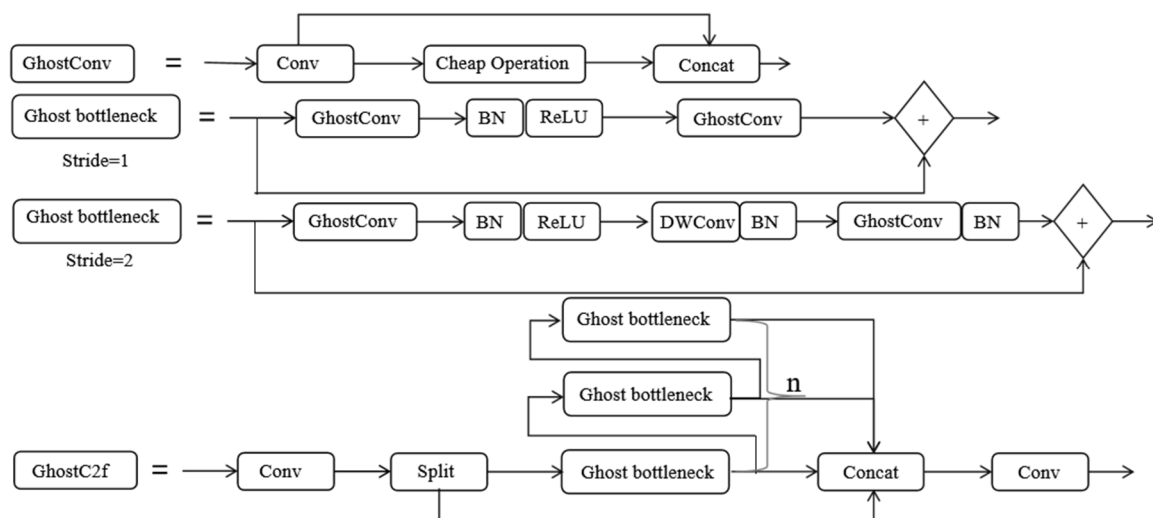 GhostConv = Conv Cheap Operation Concat
Ghost bottleneck = GhostConv BN ReLU GhostConv +
Stride=1
Ghost bottleneck = GhostConv BN ReLU DWConv BN GhostConv BN +
Stride=2
Ghost bottleneck
Ghost bottleneck n
GhostC2f = Conv Split Ghost bottleneck Concat Conv